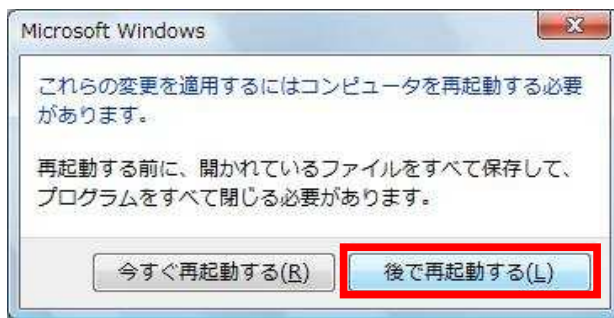 Microsoft Windows
これらの変更を適用するにはコンピュータを再起動する必要
があります。
再起動する前に、開かれているファイルをすべて保存して、
プログラムをすべて閉じる必要があります。
今すぐ再起動する(R) 後で再起動する(L)